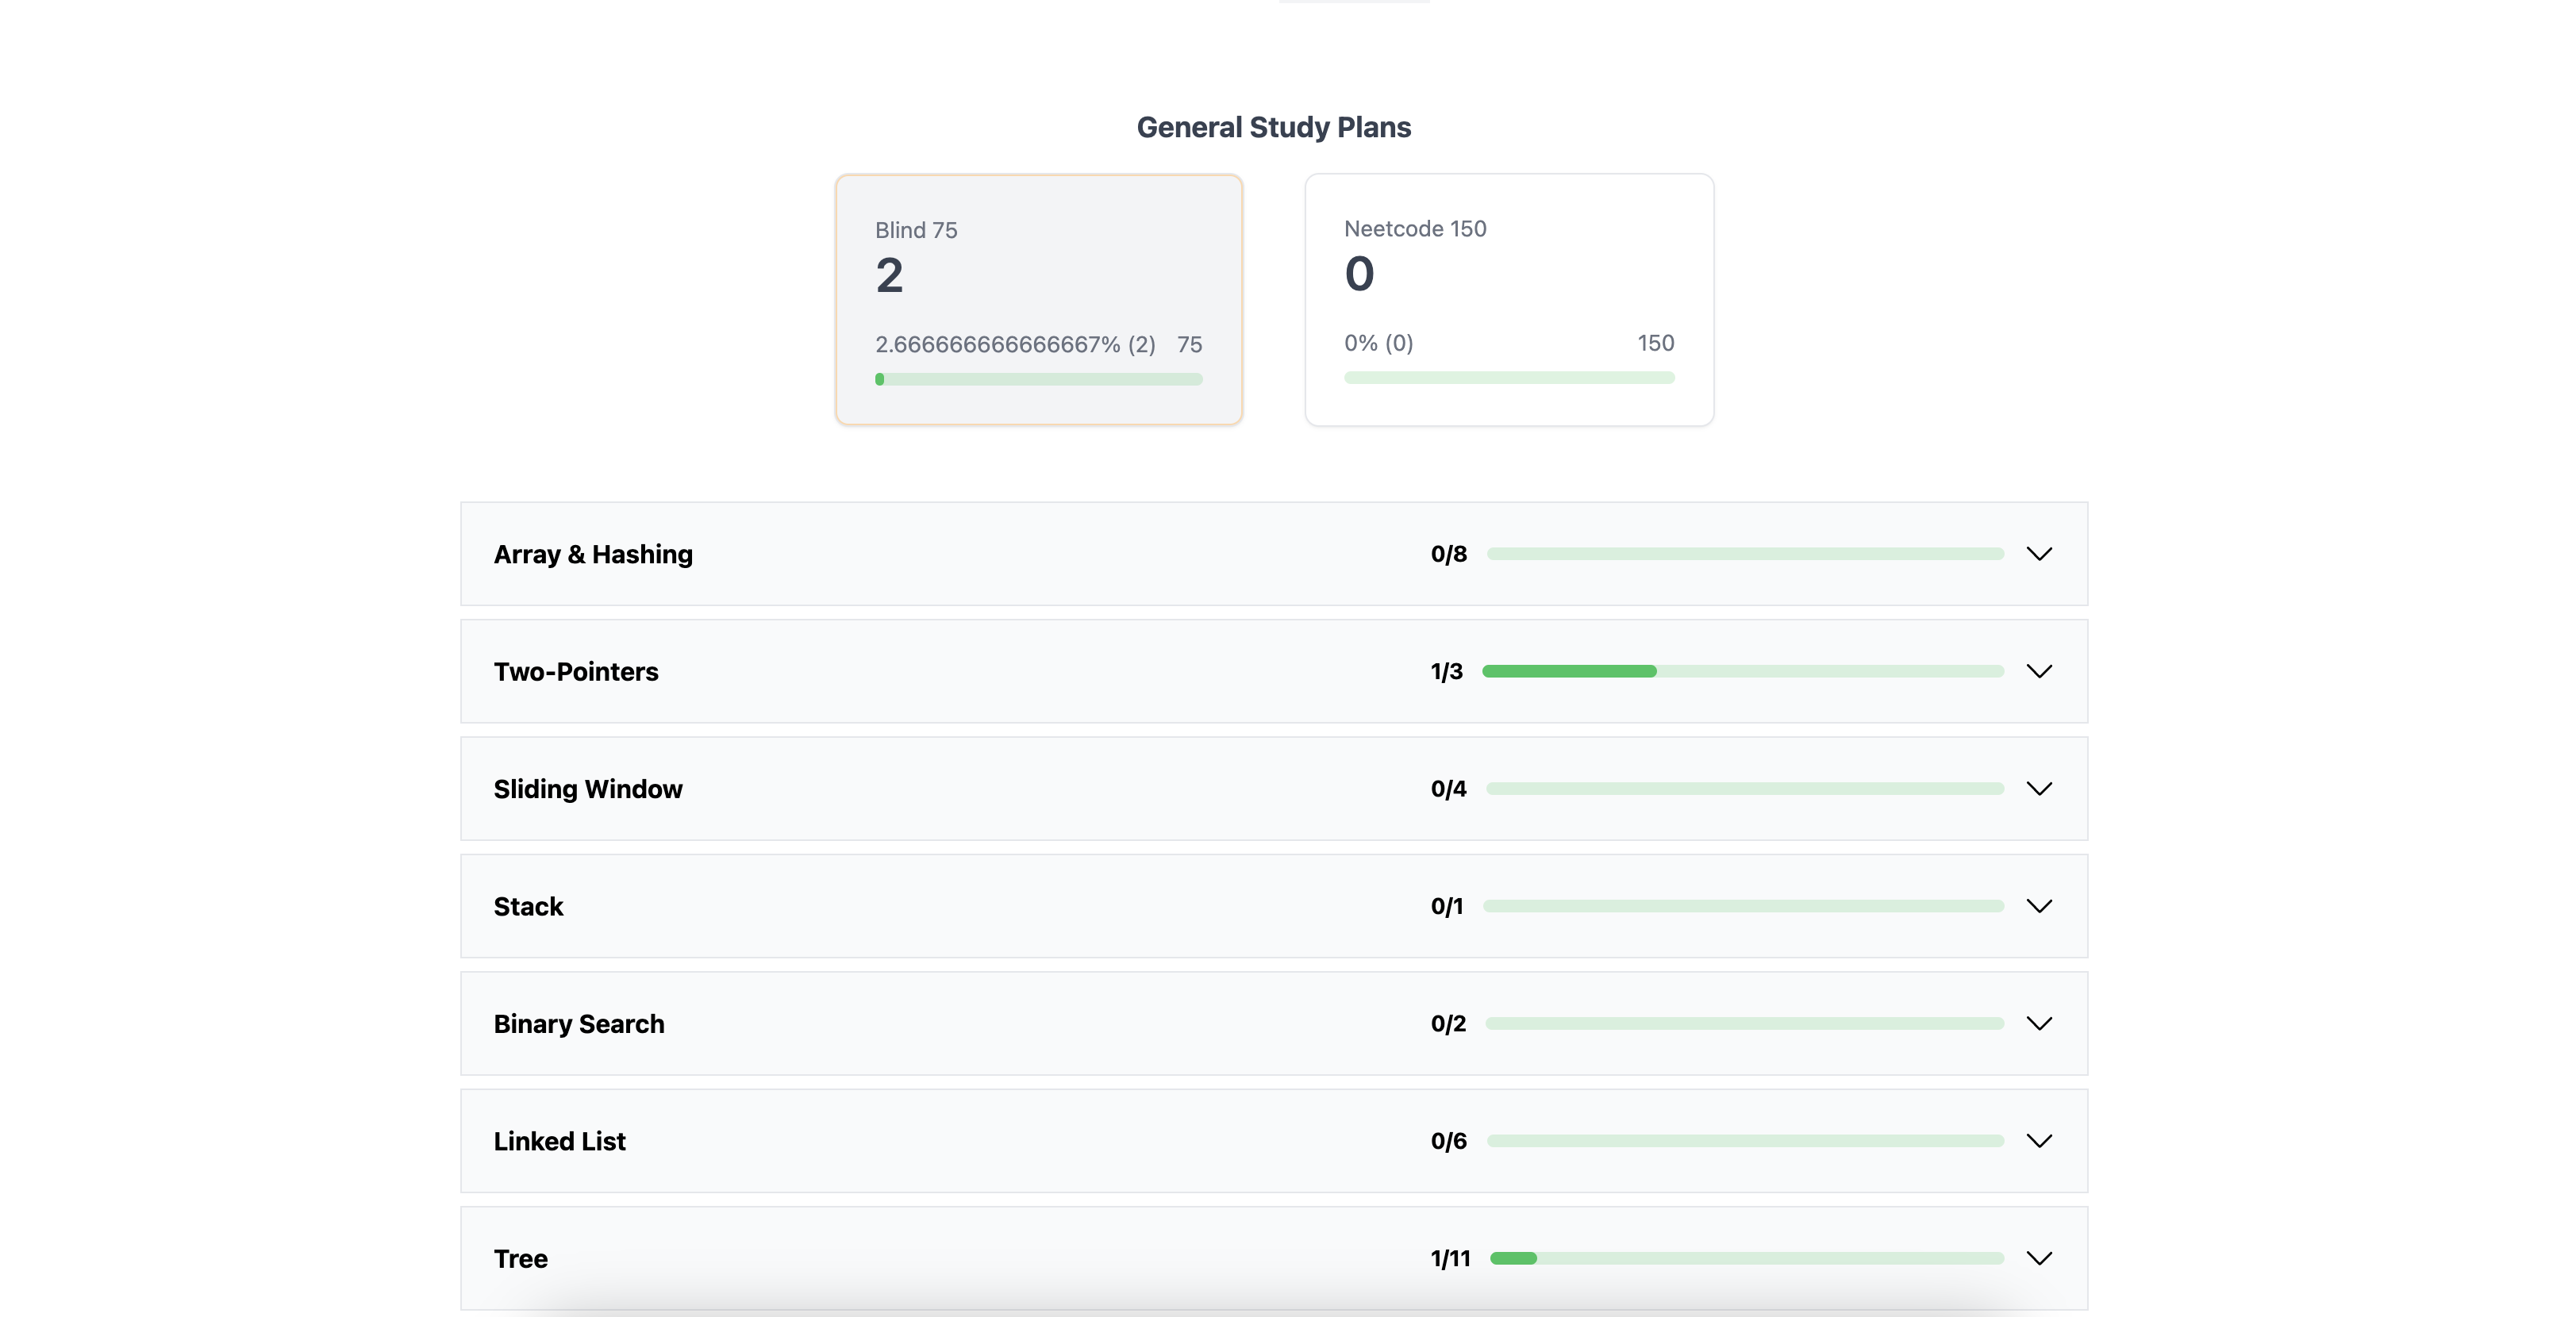 General Study Plans
Blind 75
2
2.666666666666667% (2) 75
Neetcode 150
0
0% (0) 150
Array & Hashing 0/8
Two-Pointers 1/3
Sliding Window 0/4
Stack 0/1
Binary Search 0/2
Linked List 0/6
Tree 1/11